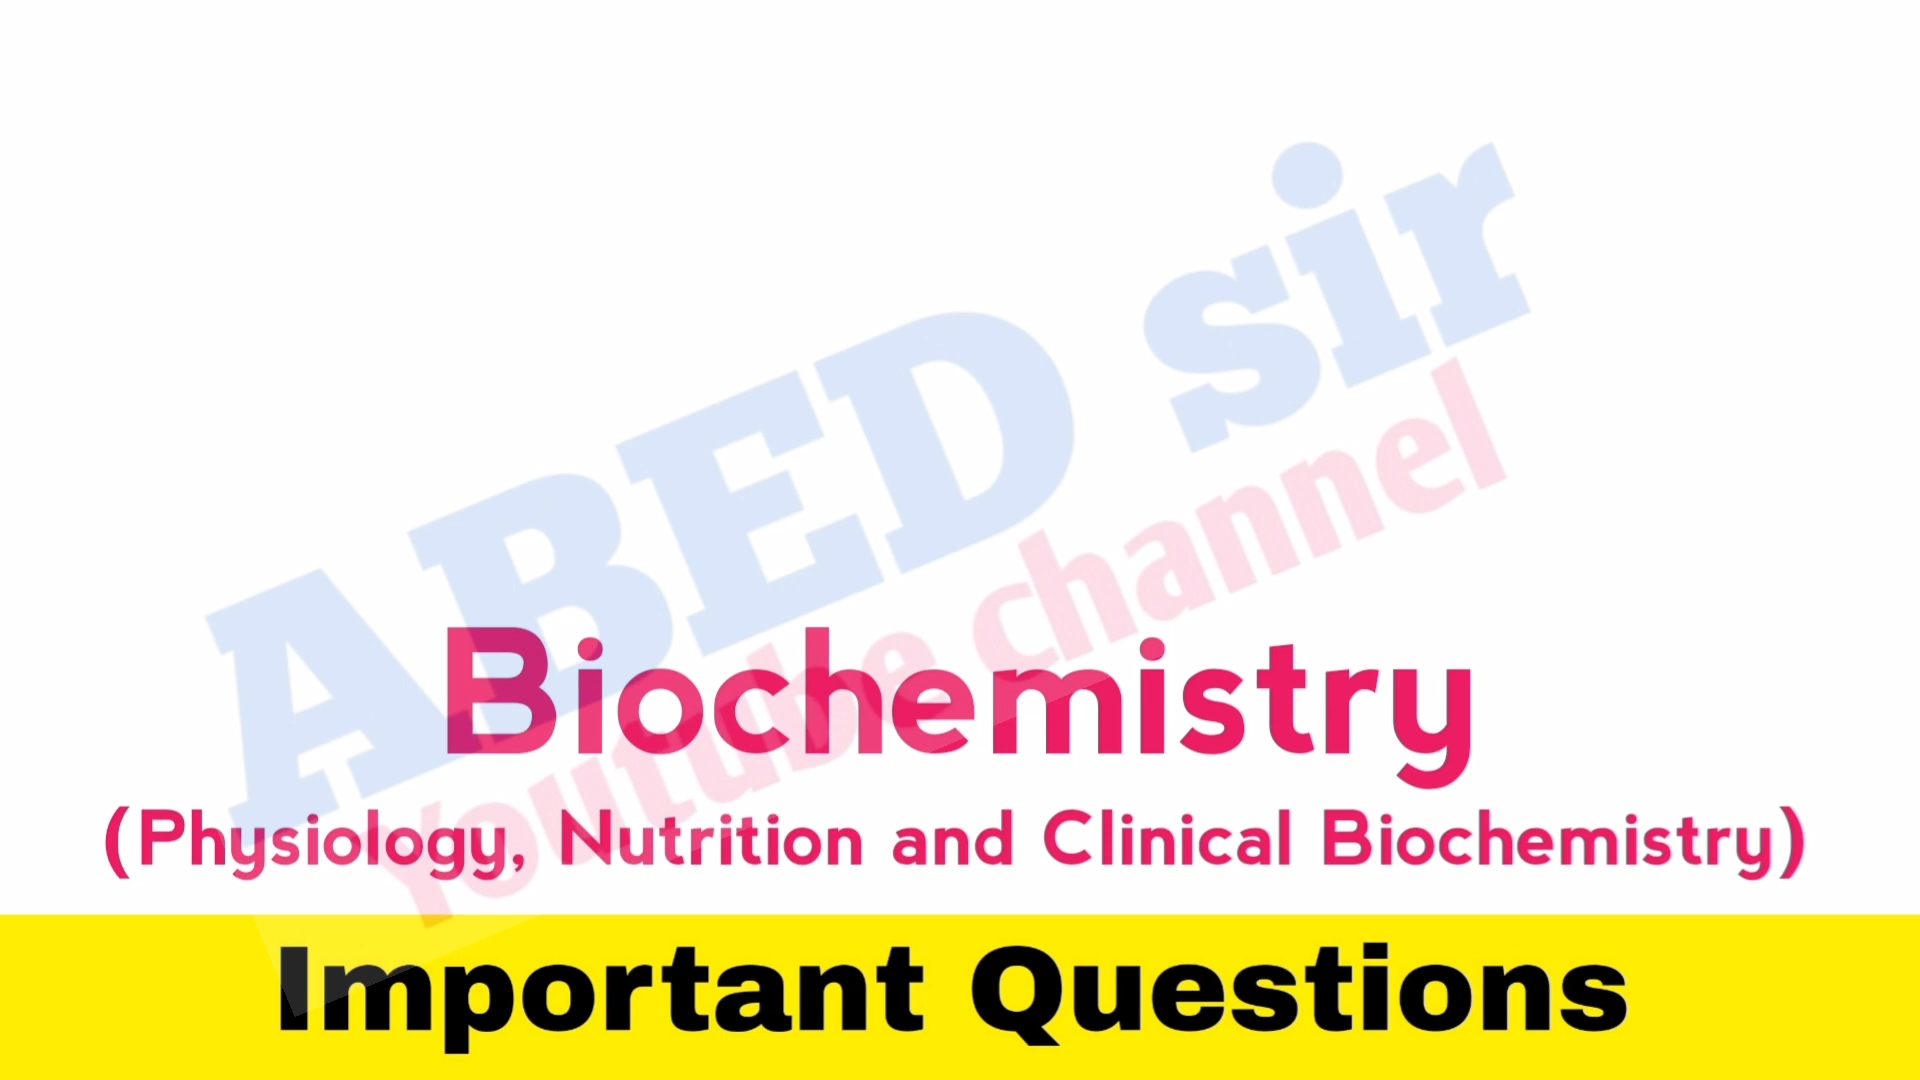 ABED sir
Youtube channel
Biochemistry
(Physiology, Nutrition and Clinical Biochemistry)
Important Questions